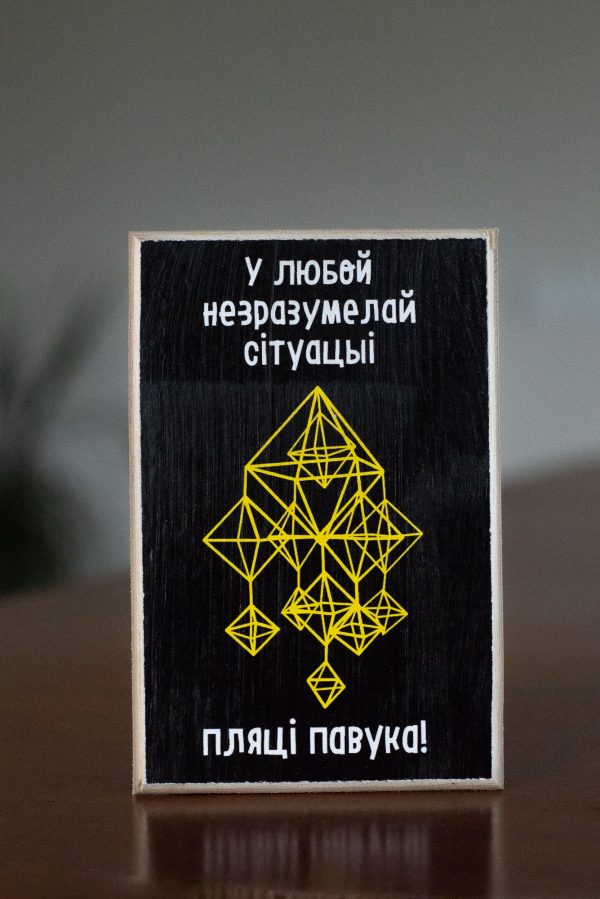 У любой
незразумелай
сітуацыі
пляці павука!